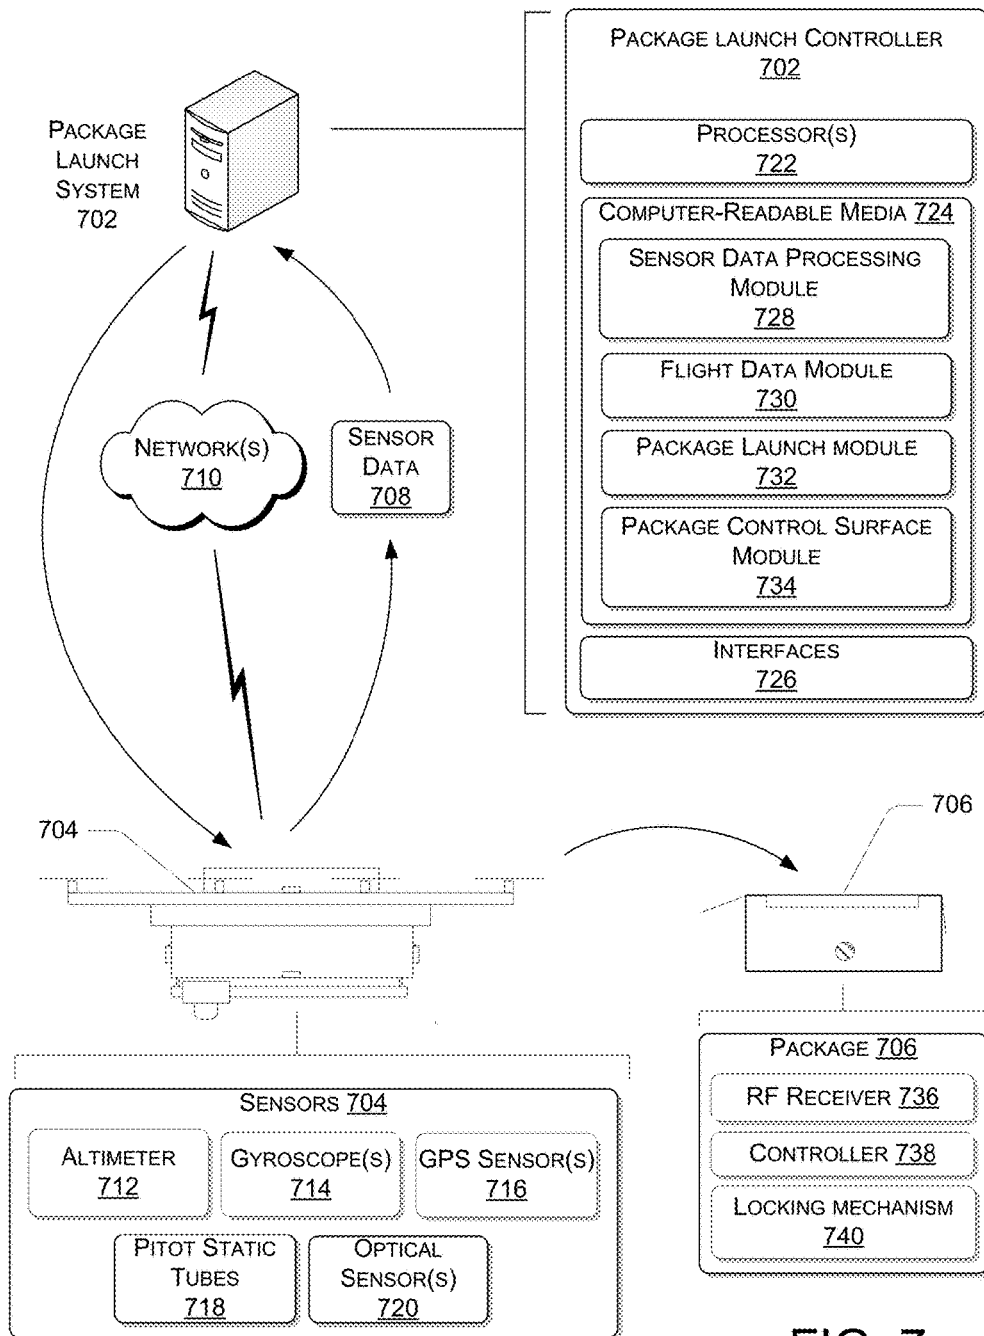 PACKAGE
LAUNCH
SYSTEM
702
PACKAGE LAUNCH CONTROLLER
702
PROCESSOR(S)
722
COMPUTER-READABLE MEDIA 724
SENSOR DATA PROCESSING
MODULE
728
FLIGHT DATA MODULE
730
PACKAGE LAUNCH MODULE
732
PACKAGE CONTROL SURFACE
MODULE
734
INTERFACES
726
NETWORK(S)
710
SENSOR
DATA
708
704
706
SENSORS 704
ALTIMETER
712
GYROSCOPE(S)
714
GPS SENSOR(S)
716
PITOT STATIC
TUBES
718
OPTICAL
SENSOR(S)
720
PACKAGE 706
RF RECEIVER 736
CONTROLLER 738
LOCKING MECHANISM
740
FIG. 7